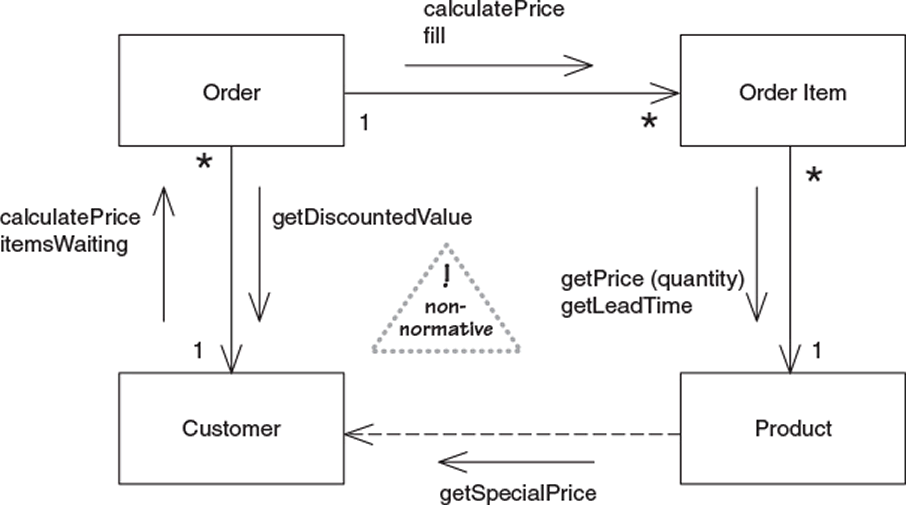 calculatePrice
fill
Order
Order Item
1
*
*
*
calculatePrice
itemsWaiting
getDiscountedValue
!
non-
normative
getPrice (quantity)
getLeadTime
1
1
Customer
Product
getSpecialPrice